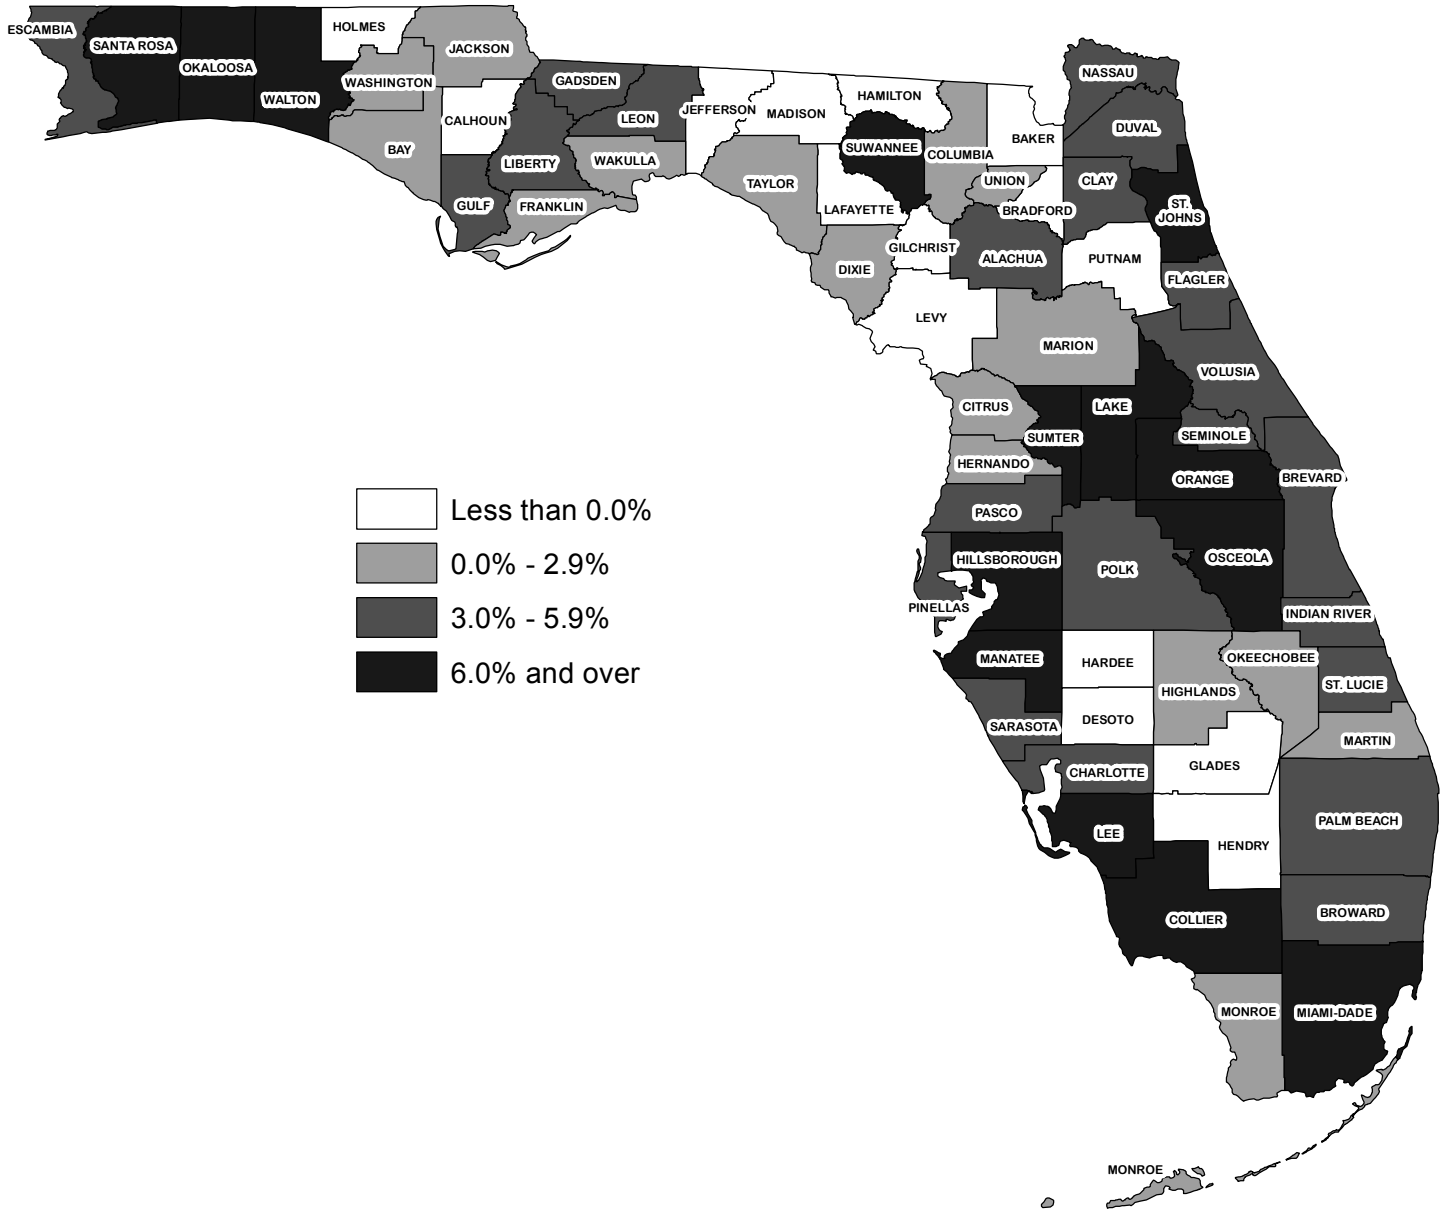 ESCAMBIA
SANTA ROSA
OKALOOSA
WALTON
HOLMES
WASHINGTON
JACKSON
BAY
CALHOUN
GULF
LIBERTY
GADSDEN
FRANKLIN
LEON
WAKULLA
JEFFERSON
MADISON
TAYLOR
HAMILTON
SUWANNEE
LAFAYETTE
DIXIE
COLUMBIA
GILCHRIST
LEVY
BAKER
UNION
BRADFORD
ALACHUA
NASSAU
DUVAL
CLAY
ST.
JOHNS
PUTNAM
FLAGLER
MARION
VOLUSIA
CITRUS
SUMTER
LAKE
SEMINOLE
HERNANDO
ORANGE
BREVARD
PASCO
HILLSBOROUGH
POLK
OSCEOLA
PINELLAS
INDIAN RIVER
MANATEE
HARDEE
HIGHLANDS
OKEECHOBEE
ST. LUCIE
SARASOTA
DESOTO
MARTIN
CHARLOTTE
GLADES
LEE
HENDRY
PALM BEACH
COLLIER
BROWARD
MONROE
MIAMI-DADE
MONROE
Less than 0.0%
0.0% - 2.9%
3.0% - 5.9%
6.0% and over